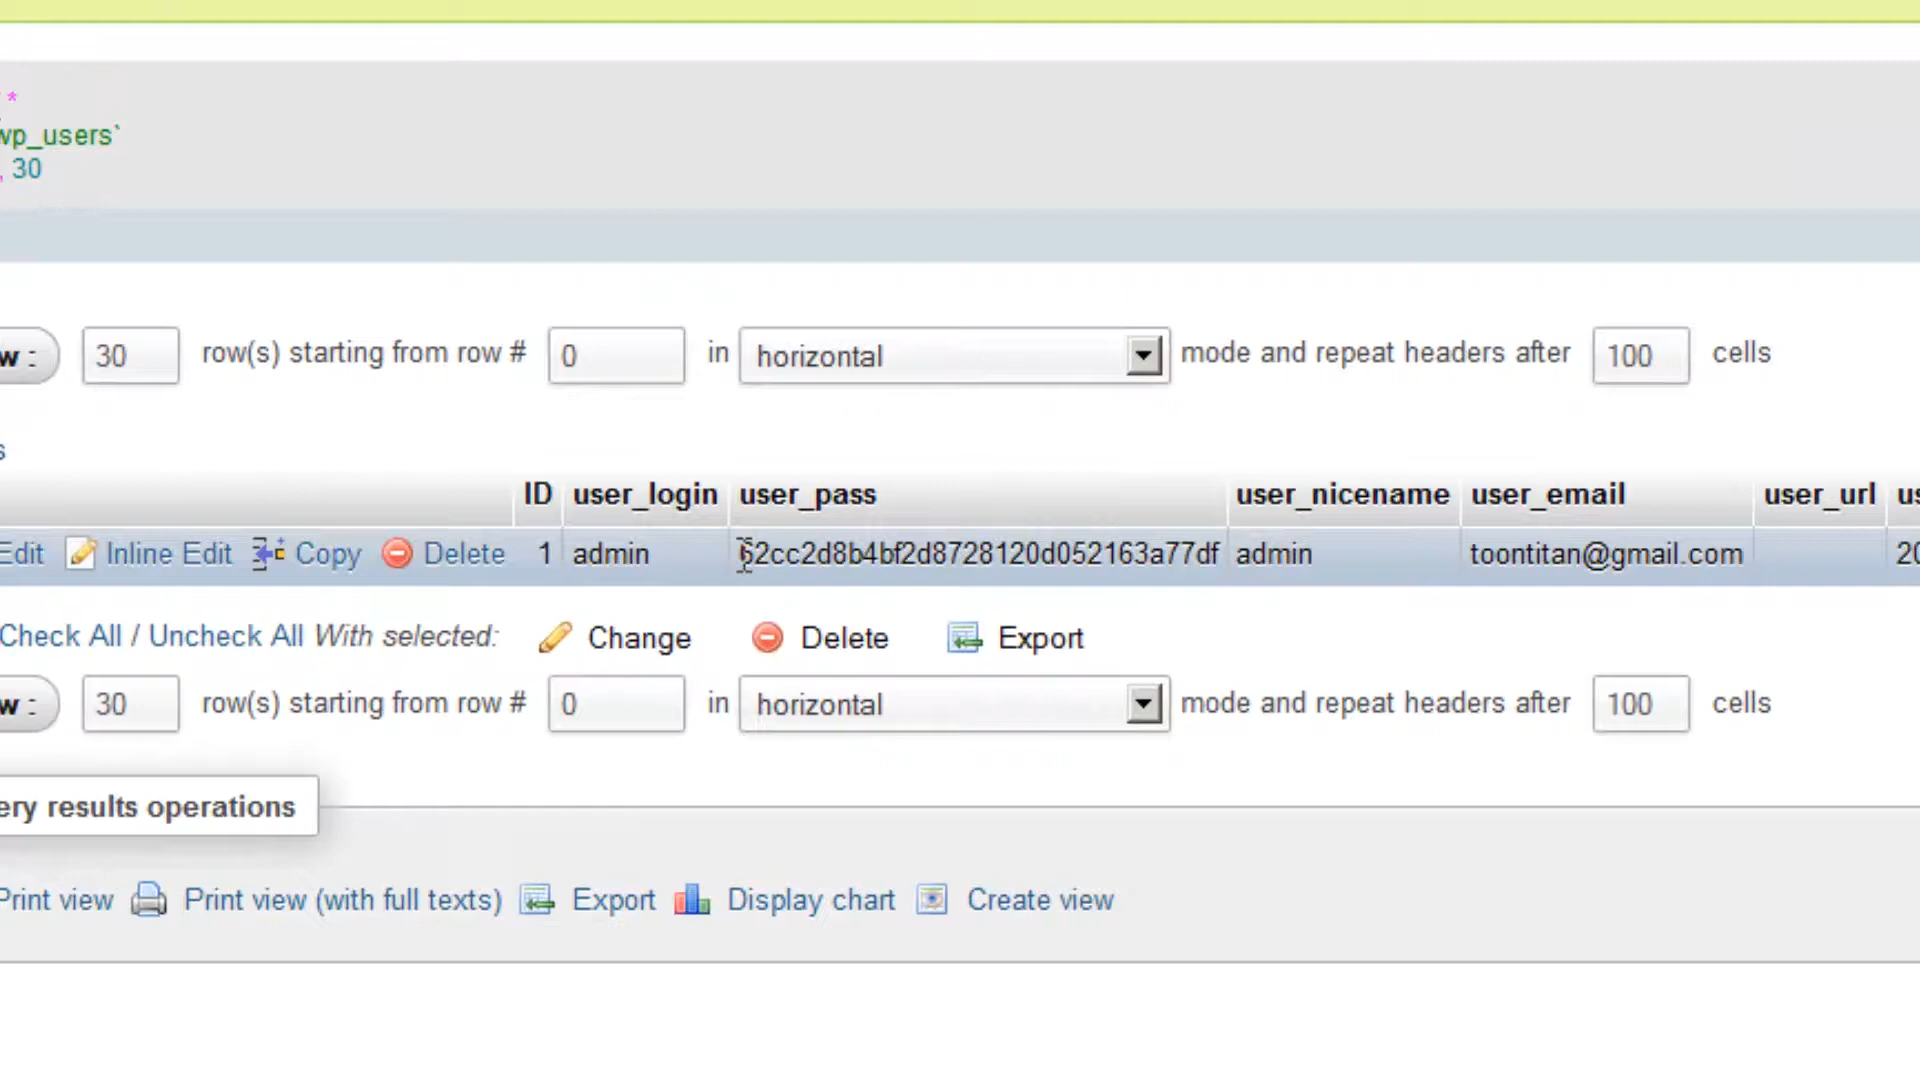 *
wp_users`
, 30
w : 30 row(s) starting from row # 0 in horizontal mode and repeat headers after 100 cells
s
ID user_login user_pass user_nicename user_email user_url us
Edit Inline Edit Copy Delete 1 admin 62cc2d8b4bf2d8728120d052163a77df admin toontitan@gmail.com 20
Check All / Uncheck All With selected: Change Delete Export
w : 30 row(s) starting from row # 0 in horizontal mode and repeat headers after 100 cells
ery results operations
Print view Print view (with full texts) Export Display chart Create view